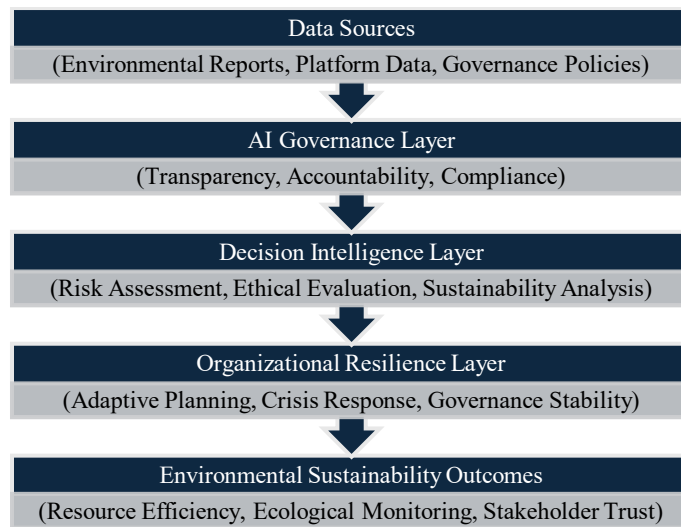 Data Sources
(Environmental Reports, Platform Data, Governance Policies)
AI Governance Layer
(Transparency, Accountability, Compliance)
Decision Intelligence Layer
(Risk Assessment, Ethical Evaluation, Sustainability Analysis)
Organizational Resilience Layer
(Adaptive Planning, Crisis Response, Governance Stability)
Environmental Sustainability Outcomes
(Resource Efficiency, Ecological Monitoring, Stakeholder Trust)